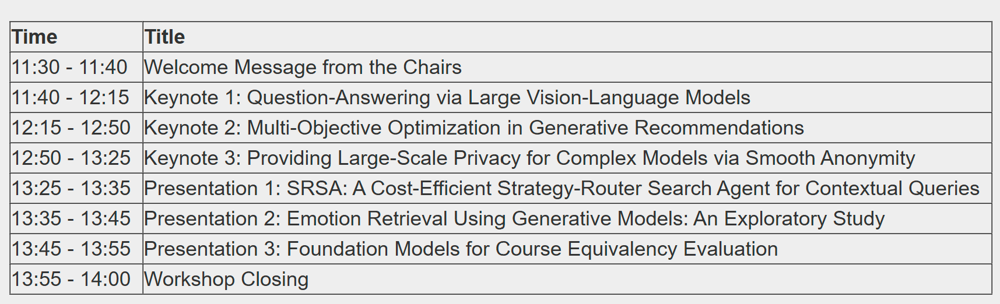 Time Title
11:30 - 11:40 Welcome Message from the Chairs
11:40 - 12:15 Keynote 1: Question-Answering via Large Vision-Language Models
12:15 - 12:50 Keynote 2: Multi-Objective Optimization in Generative Recommendations
12:50 - 13:25 Keynote 3: Providing Large-Scale Privacy for Complex Models via Smooth Anonymity
13:25 - 13:35 Presentation 1: SRSA: A Cost-Efficient Strategy-Router Search Agent for Contextual Queries
13:35 - 13:45 Presentation 2: Emotion Retrieval Using Generative Models: An Exploratory Study
13:45 - 13:55 Presentation 3: Foundation Models for Course Equivalency Evaluation
13:55 - 14:00 Workshop Closing